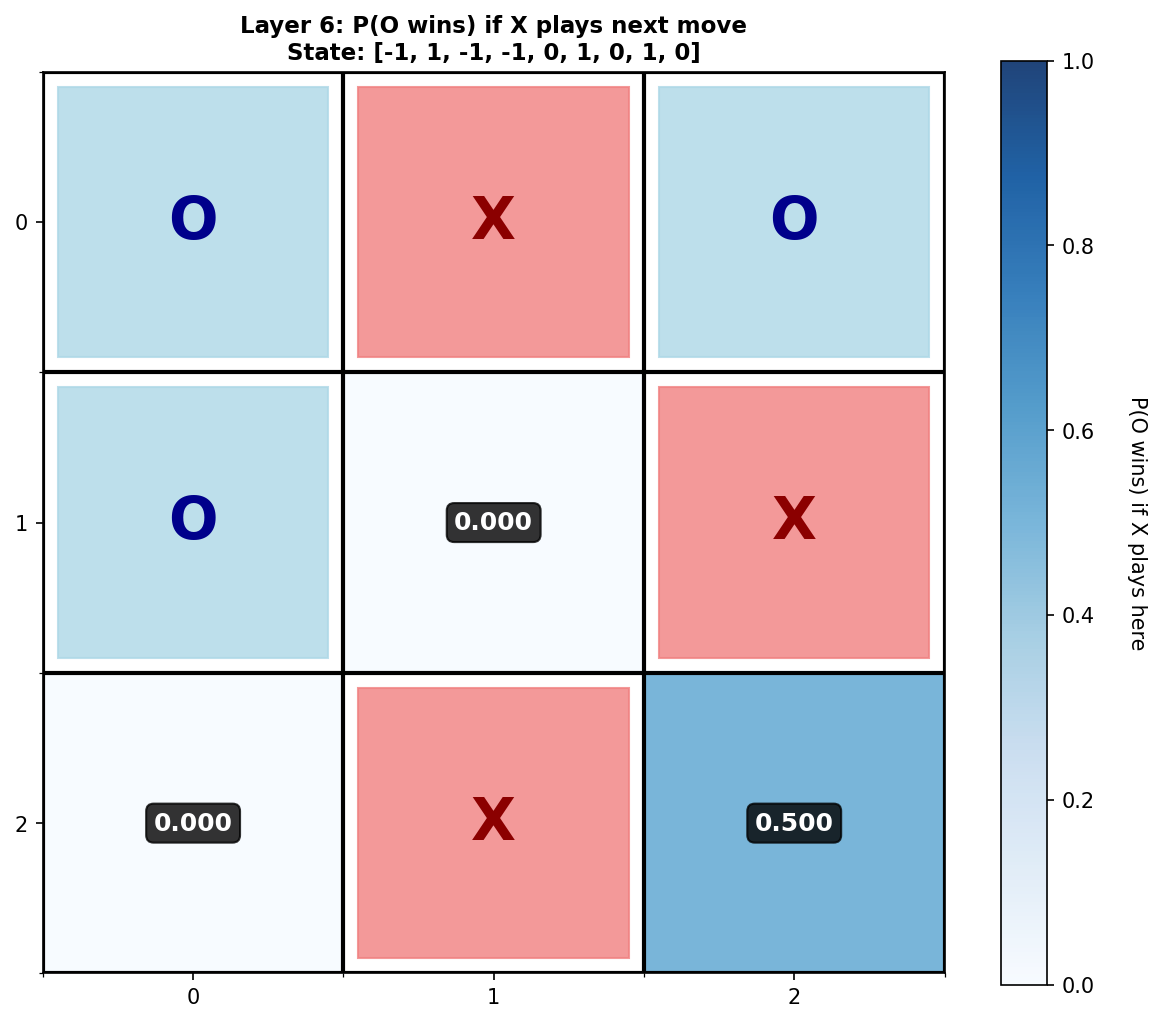 Layer 6: P(O wins) if X plays next move
State: [-1, 1, -1, -1, 0, 1, 0, 1, 0]
O X O
O 0.000 X
0.000 X 0.500
0
1
2
0 1 2
1.0
0.8
0.6
0.4
0.2
0.0
P(O wins) if X plays here